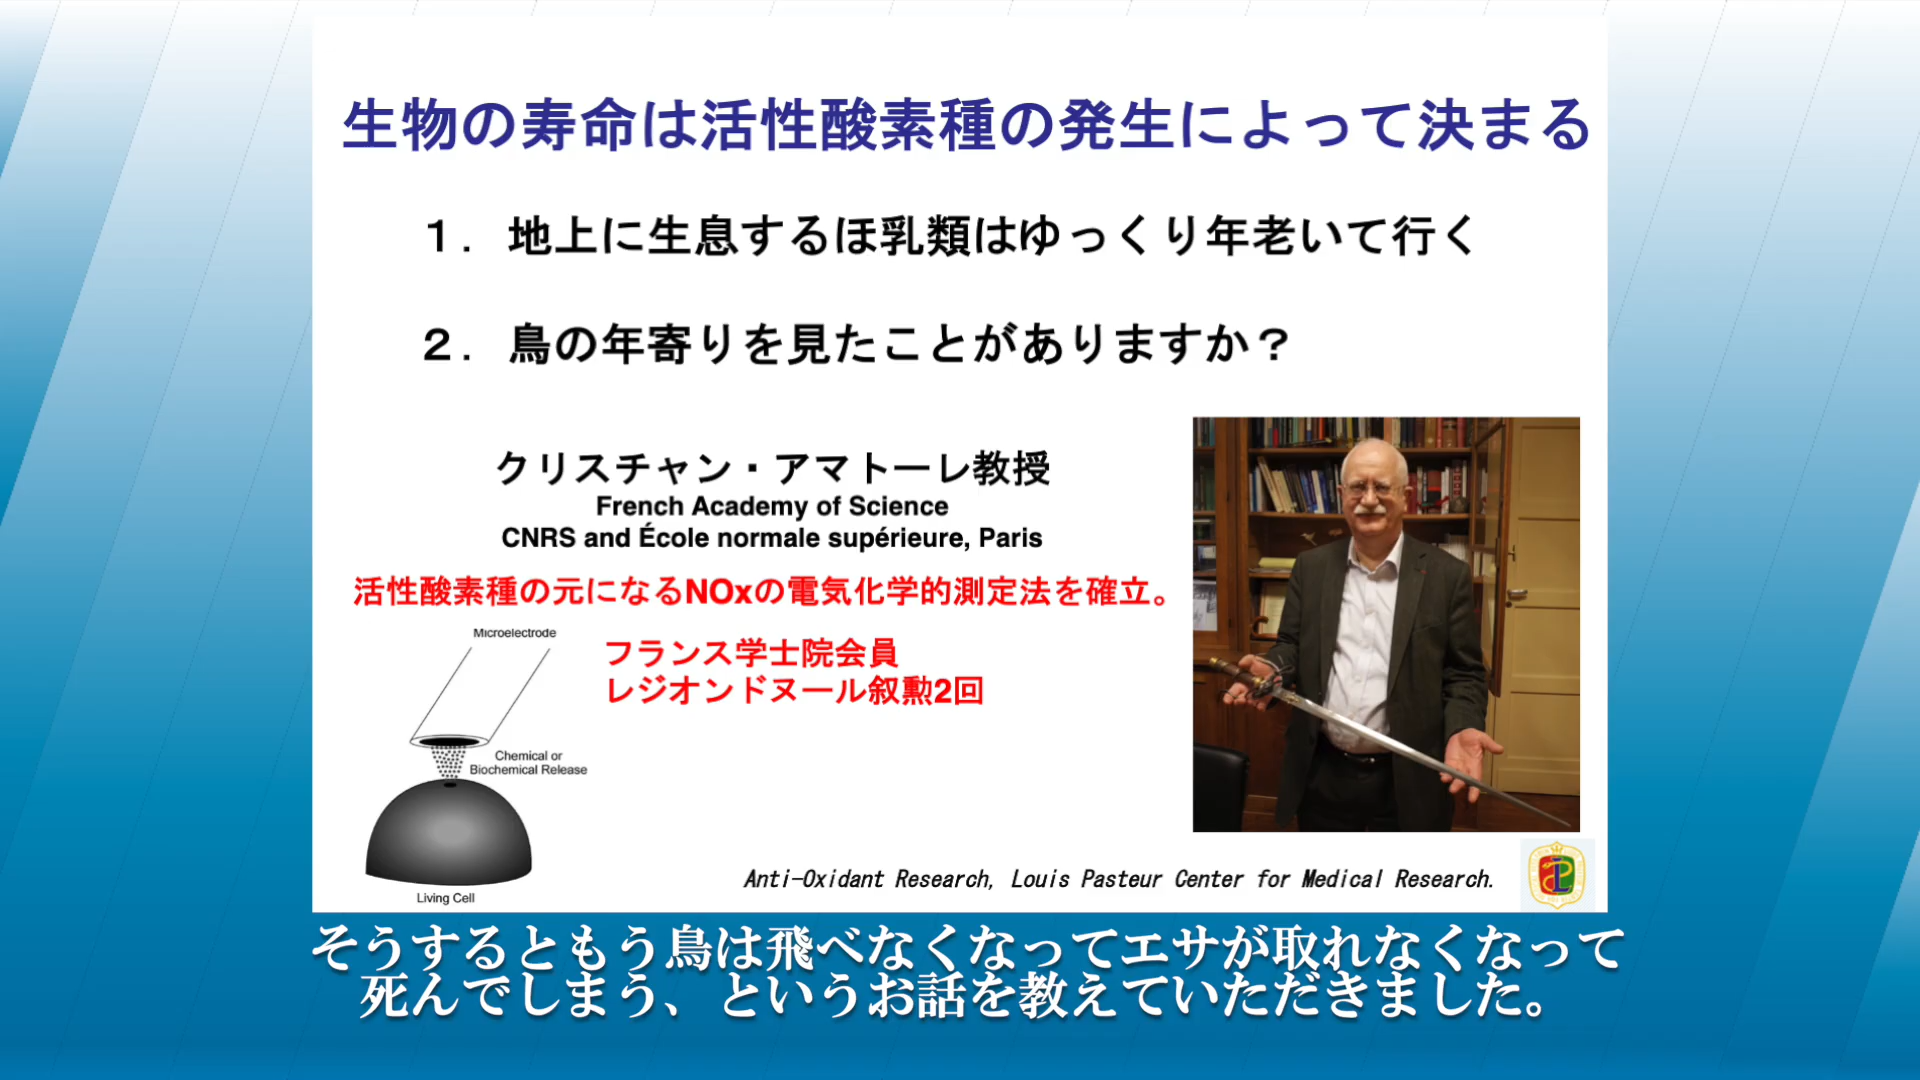 生物の寿命は活性酸素種の発生によって決まる
１．地上に生息するほ乳類はゆっくり年老いて行く
２．鳥の年寄りを見たことがありますか？
クリスチャン・アマトーレ教授
French Academy of Science
CNRS and École normale supérieure, Paris
活性酸素種の元になるNOxの電気化学的測定法を確立。
フランス学士院会員
レジオンドヌール叙勲2回
Microelectrode
Chemical or
Biochemical Release
Living Cell
Anti-Oxidant Research, Louis Pasteur Center for Medical Research.
そうするともう鳥は飛べなくなってエサが取れなくなって
死んでしまう、というお話を教えていただきました。